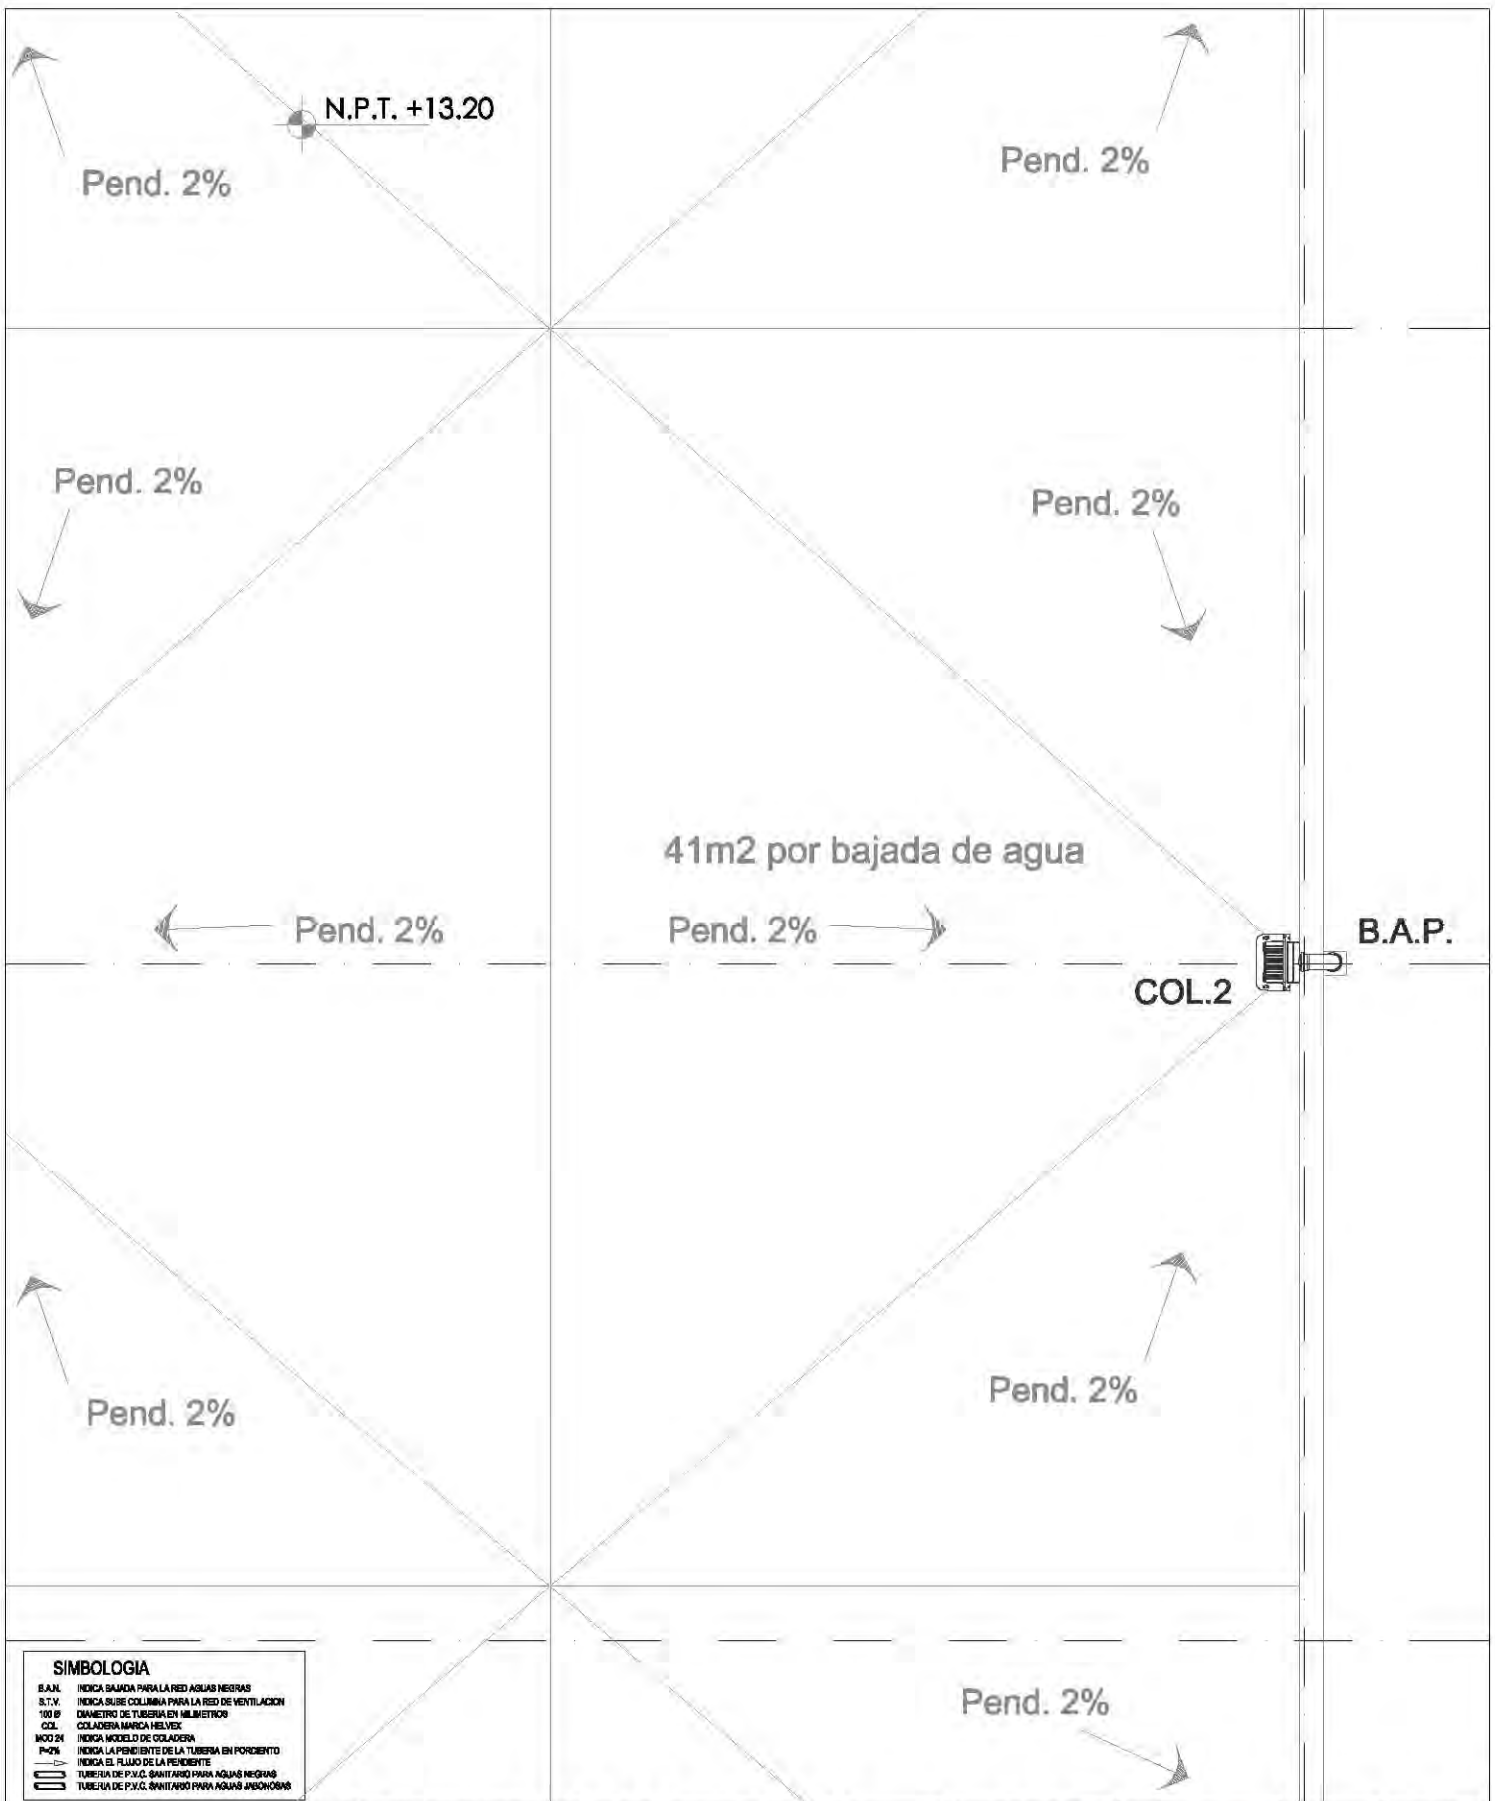 N.P.T. +13.20
Pend. 2%
Pend. 2%
Pend. 2%
Pend. 2%
41m2 por bajada de agua
Pend. 2%
Pend. 2%
B.A.P.
COL.2
Pend. 2%
Pend. 2%
Pend. 2%
SIMBOLOGIA
B.A.N. INDICA BAJADA PARA LA RED AGUAS NEGRAS
S.T.V. INDICA SUBE COLUMNA PARA LA RED DE VENTILACION
100 Ø DIAMETRO DE TUBERIA EN MILIMETROS
COL. COLADERA MARCA HELVEX
MOD 24 INDICA MODELO DE COLADERA
P=2% INDICA LA PENDIENTE DE LA TUBERIA EN PORCIENTO
INDICA EL FLUJO DE LA PENDIENTE
TUBERIA DE P.V.C. SANITARIO PARA AGUAS NEGRAS
TUBERIA DE P.V.C. SANITARIO PARA AGUAS JABONOSAS